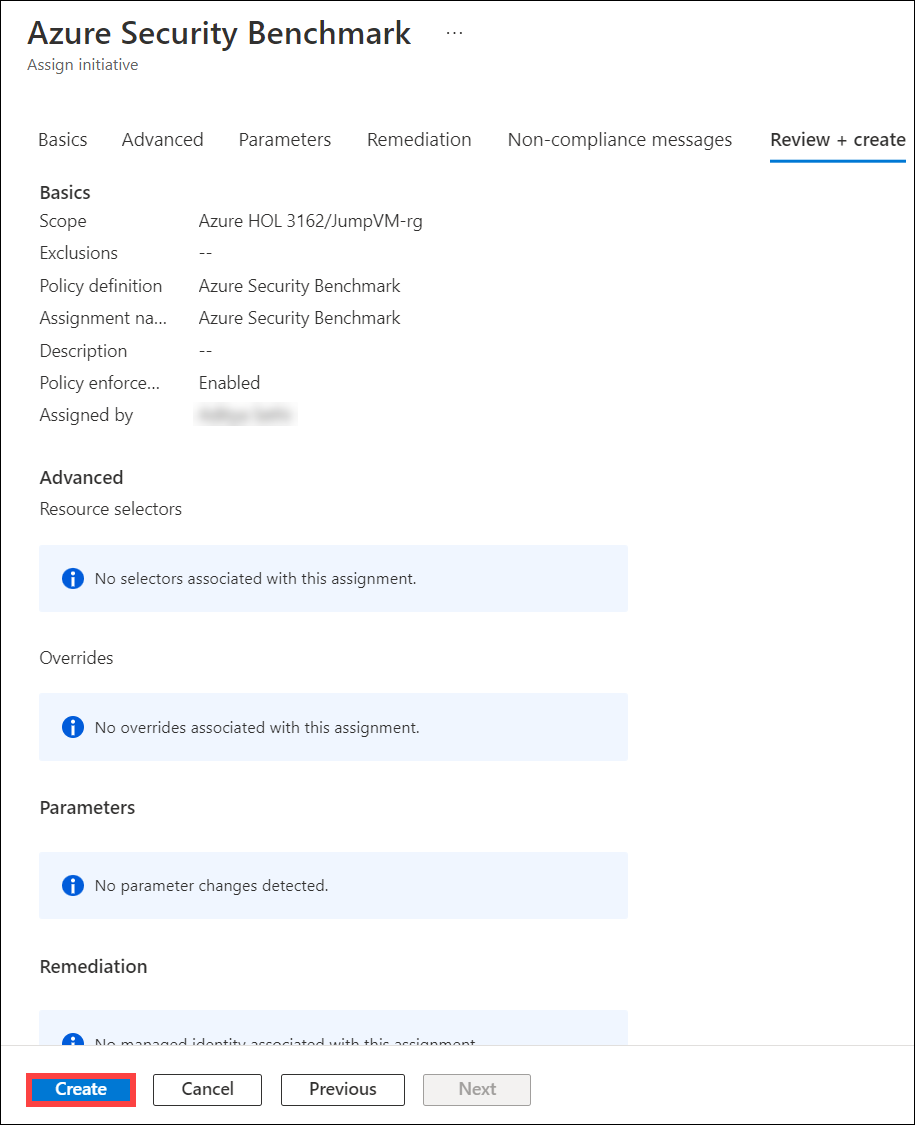 Azure Security Benchmark ...
Assign initiative
Basics Advanced Parameters Remediation Non-compliance messages Review + create
Basics
Scope Azure HOL 3162/JumpVM-rg
Exclusions --
Policy definition Azure Security Benchmark
Assignment na... Azure Security Benchmark
Description --
Policy enforce... Enabled
Assigned by
Advanced
Resource selectors
No selectors associated with this assignment.
Overrides
No overrides associated with this assignment.
Parameters
No parameter changes detected.
Remediation
No managed identity associated with this assignment.
Create Cancel Previous Next